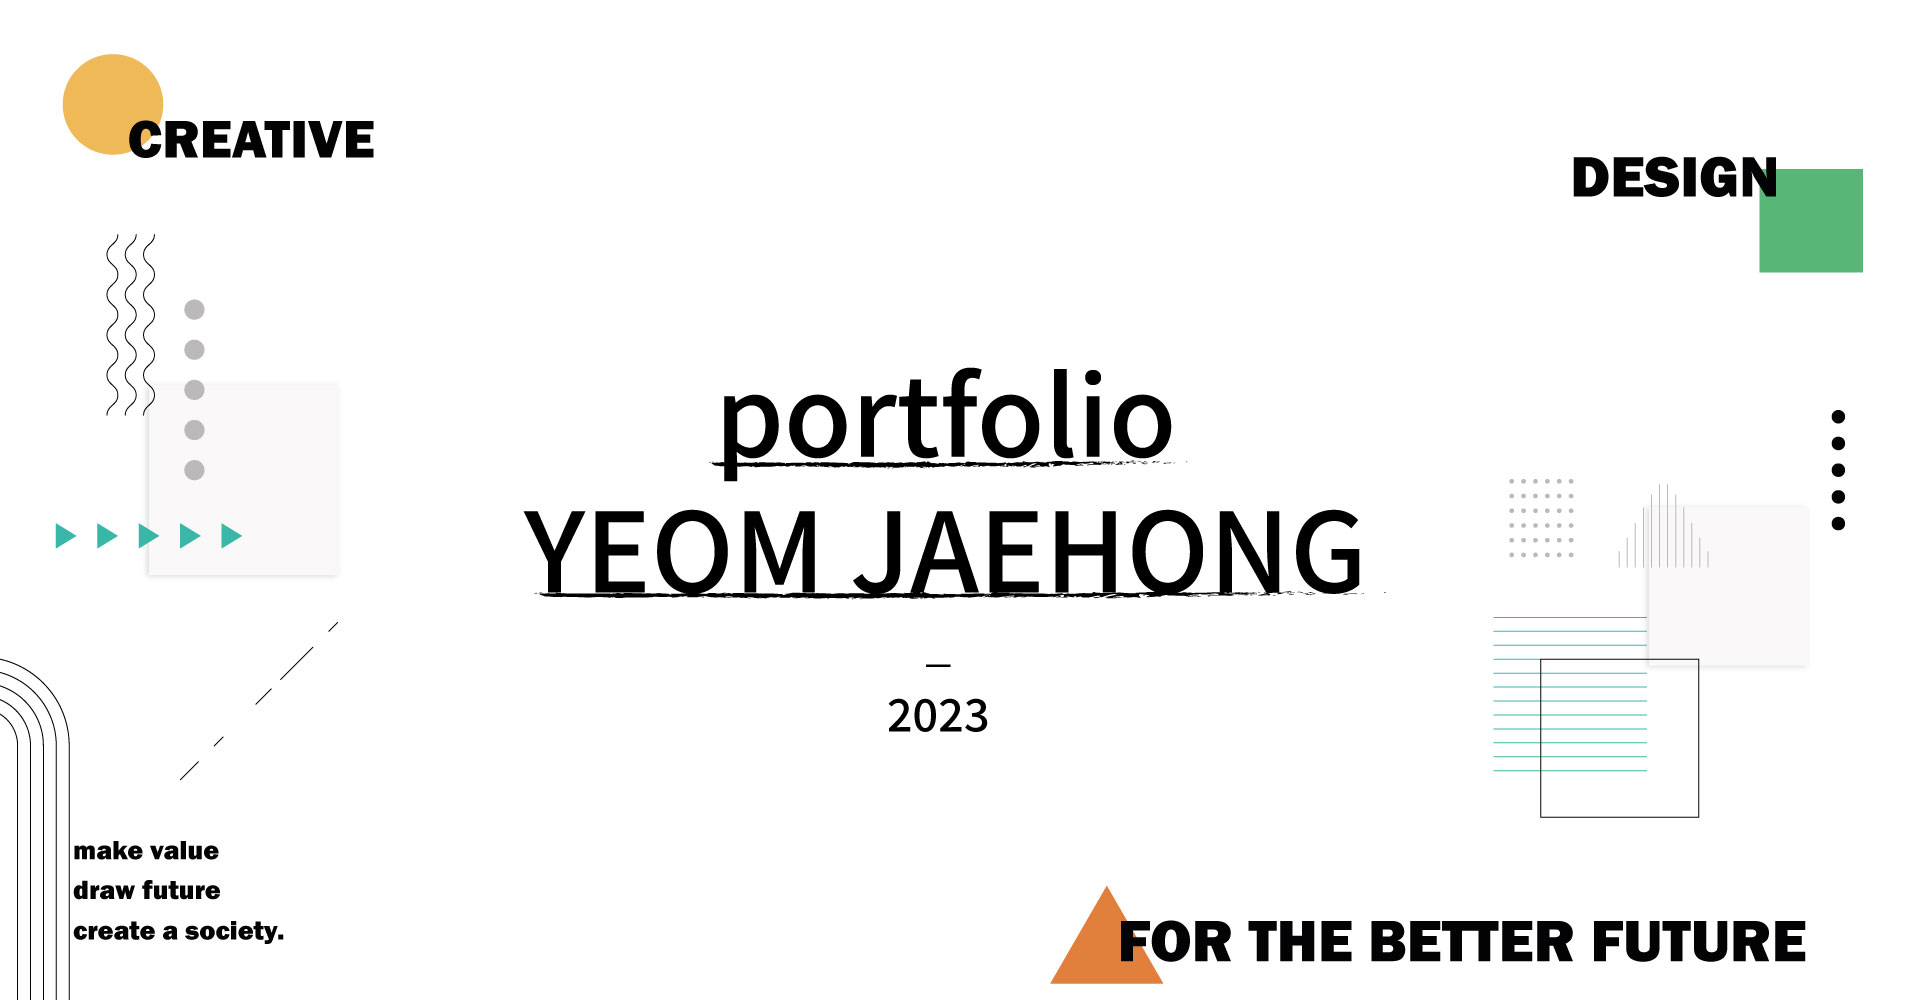 CREATIVE
DESIGN
portfolio
YEOM JAEHONG
–
2023
make value
draw future
create a society.
FOR THE BETTER FUTURE